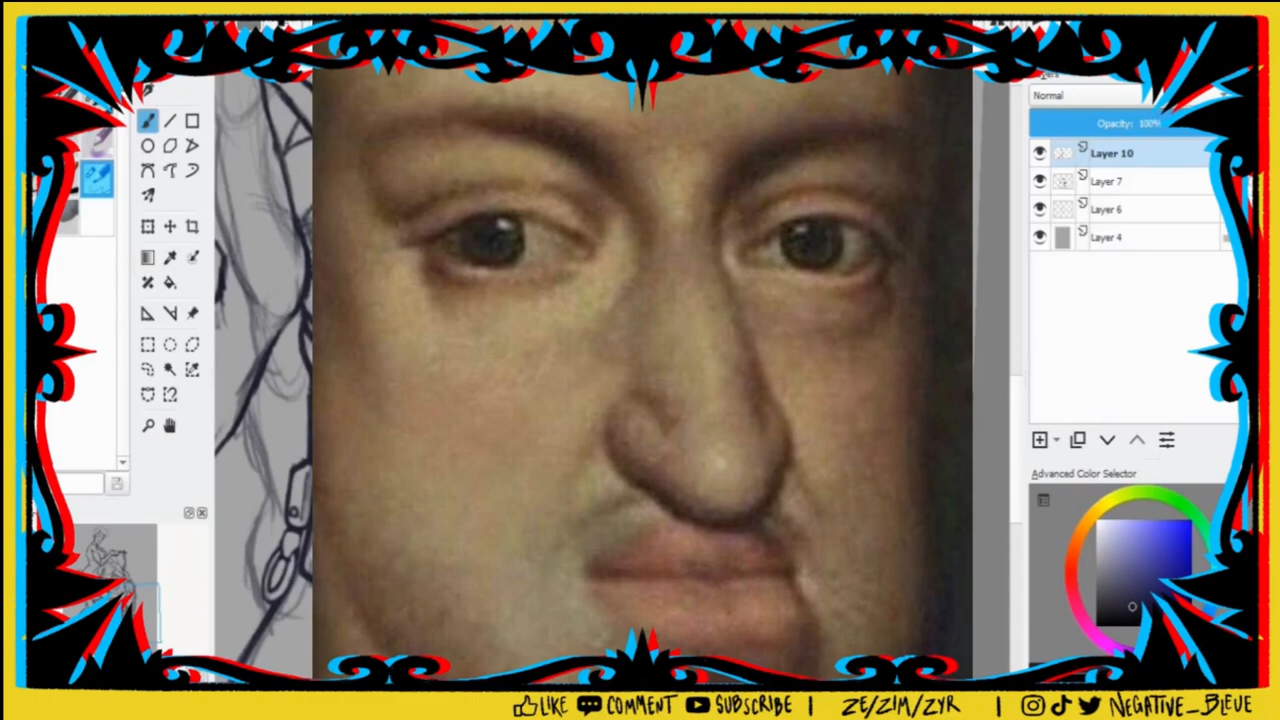 Normal
Opacity: 100%
Layer 10
Layer 7
Layer 6
Layer 4
Advanced Color Selector
LIKE COMMENT SUBSCRIBE | ZE/ZIM/ZYR | NEGATIVE_BLEUE